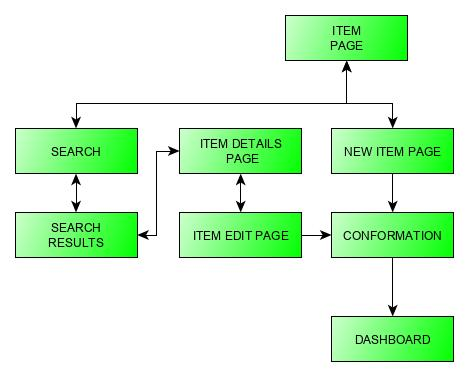 ITEM
PAGE
SEARCH
ITEM DETAILS
PAGE
NEW ITEM PAGE
SEARCH
RESULTS
ITEM EDIT PAGE
CONFORMATION
DASHBOARD